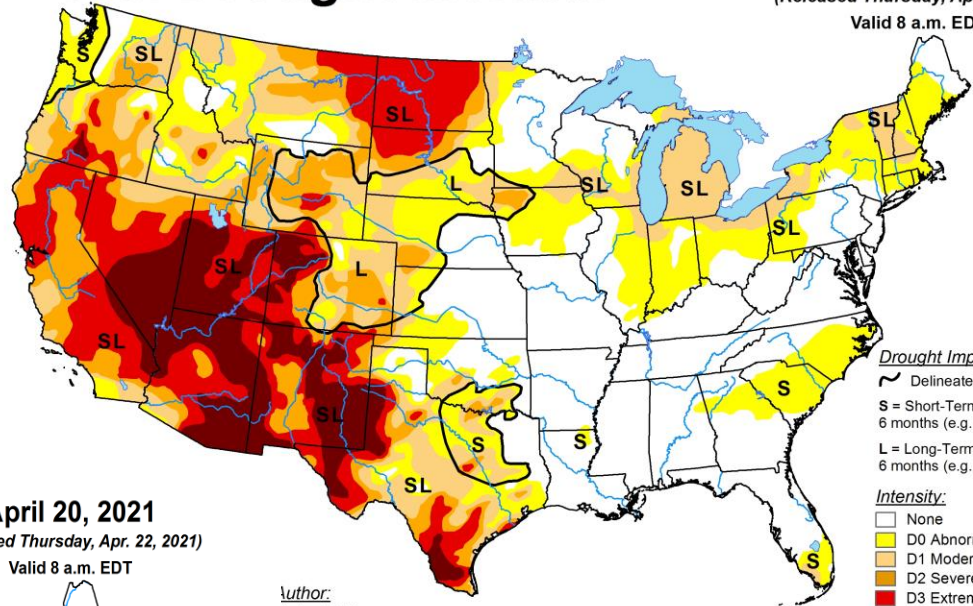 Valid 8 a.m. ED
S
SL
SL
L
SL
SL
SL
SL
SL
L
SL
SL
S
SL
S
S
S
Drought Imp
Delineate
S = Short-Term
6 months (e.g.
L = Long-Term
6 months (e.g.
Intensity:
None
D0 Abnor
D1 Moder
D2 Severe
D3 Extrem
April 20, 2021
ed Thursday, Apr. 22, 2021)
Valid 8 a.m. EDT
Author: